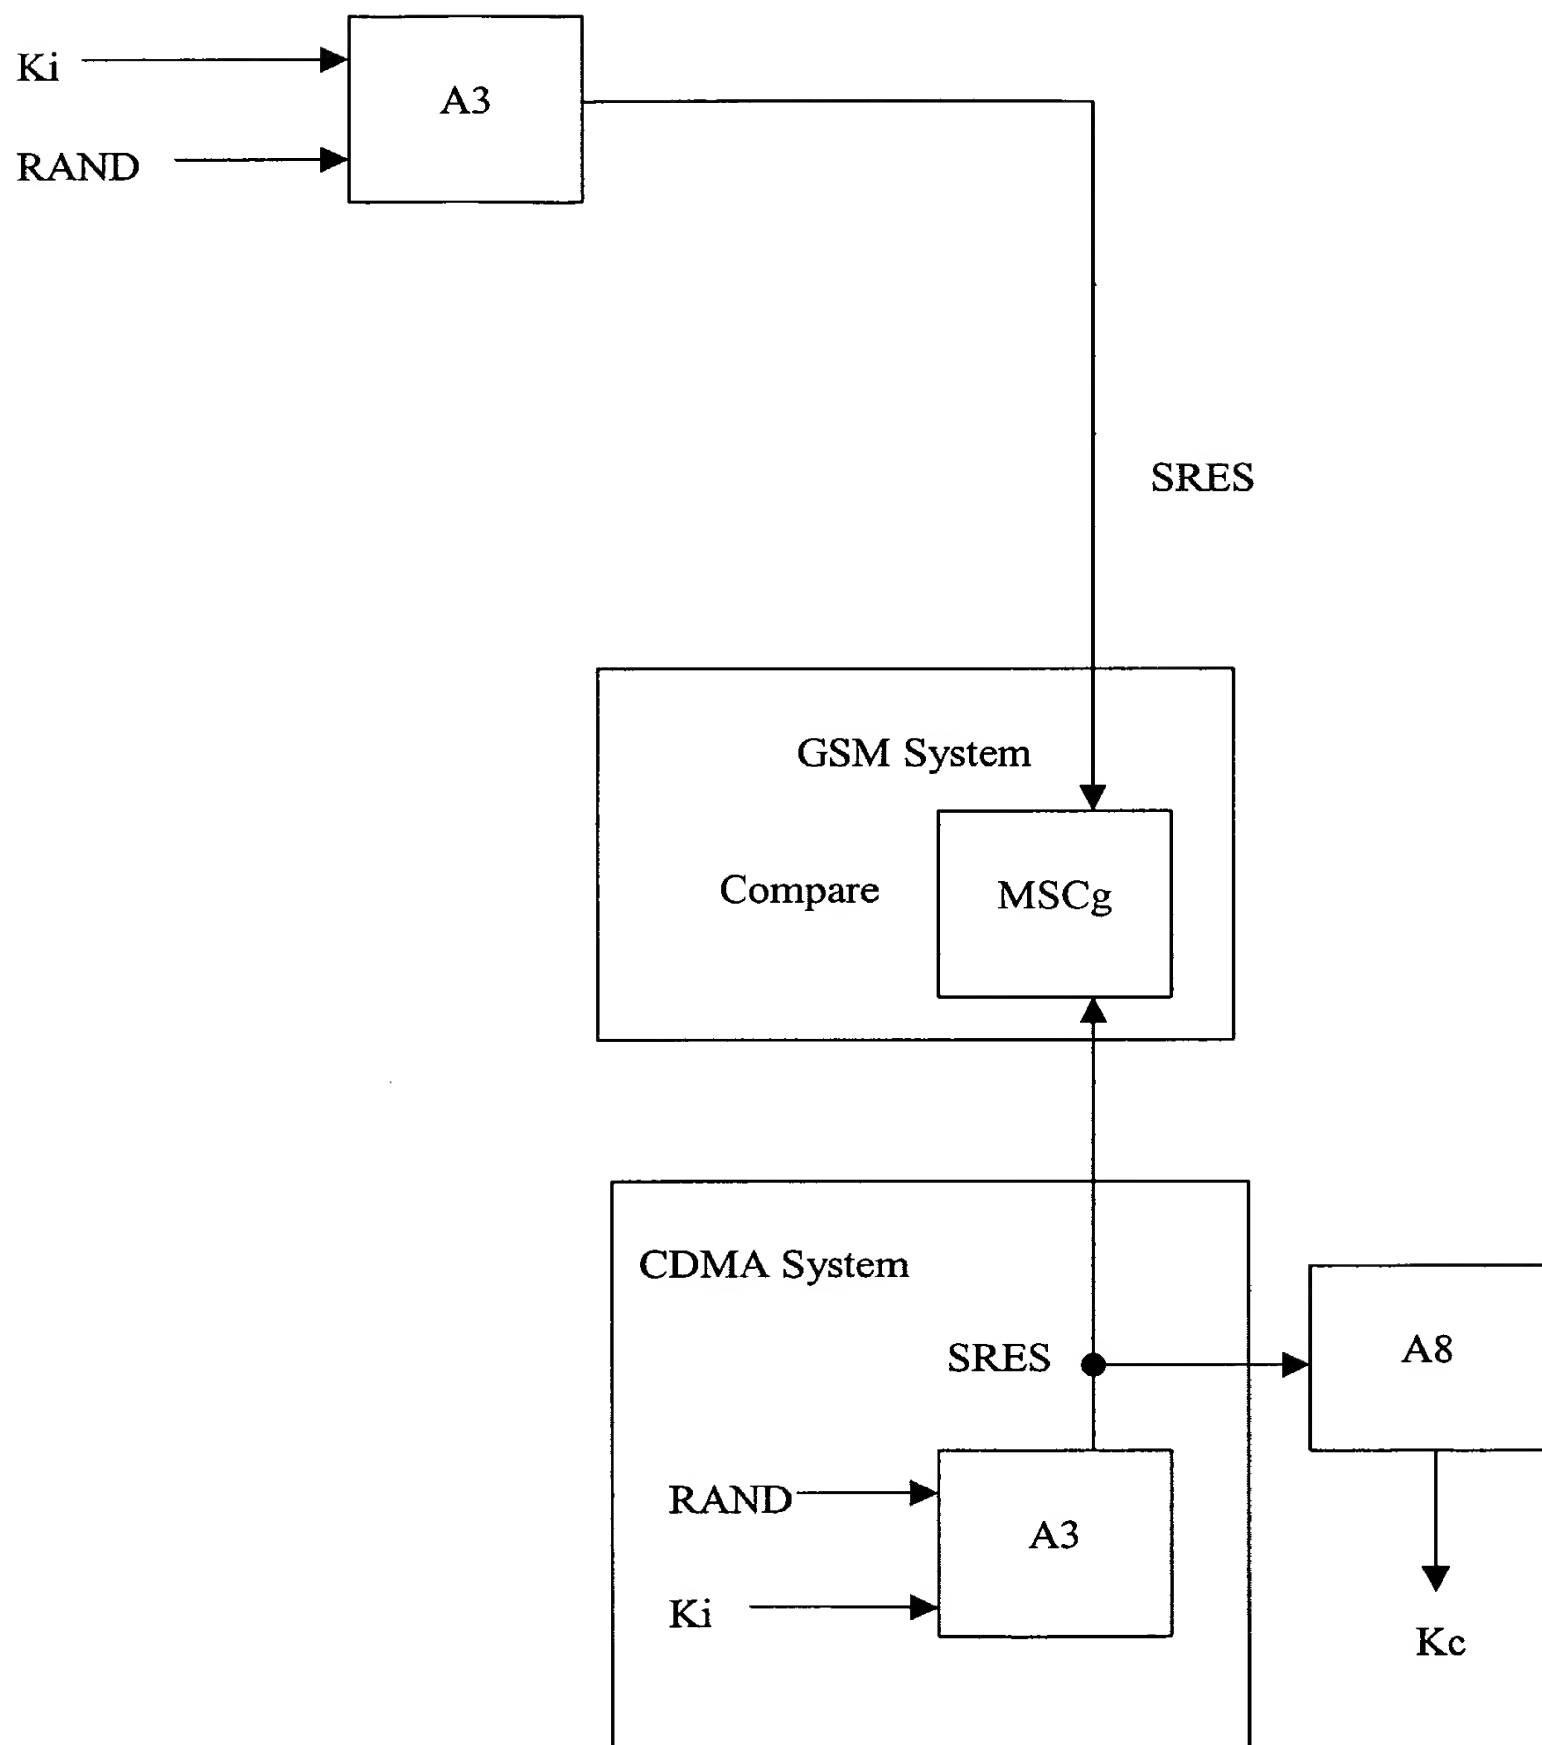 Ki
A3
RAND
SRES
GSM System
Compare
MSCg
CDMA System
SRES
A8
RAND
A3
Ki
Kc